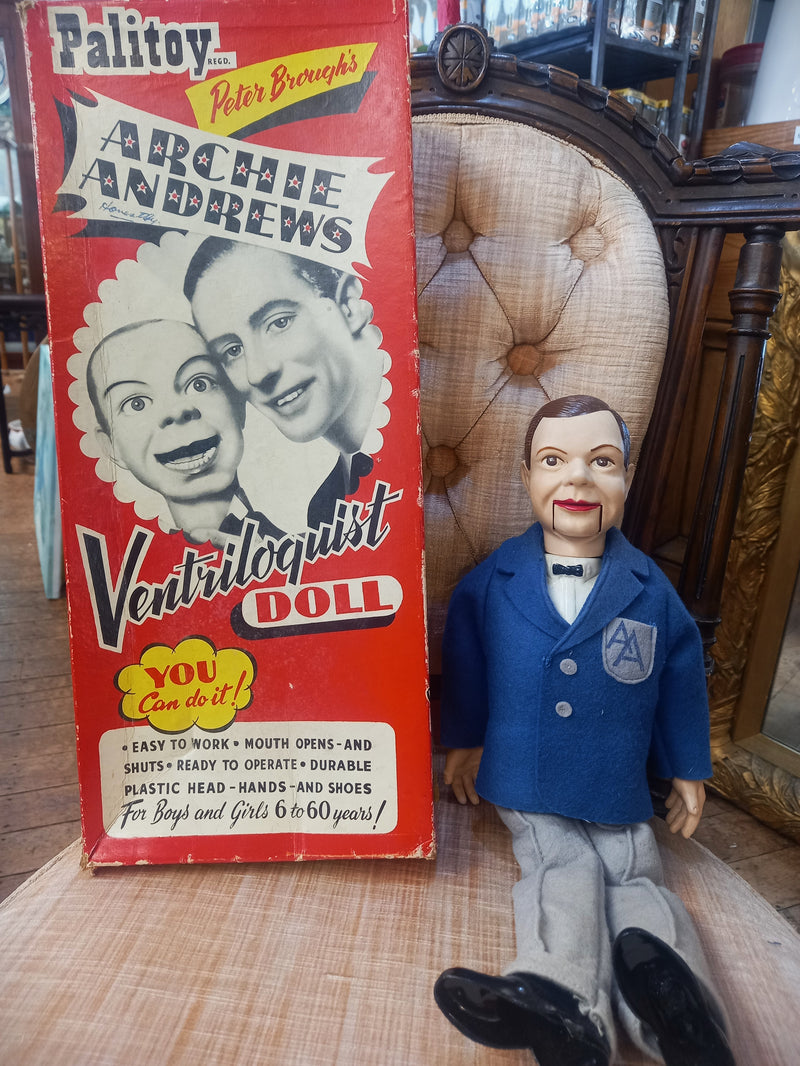 Palitoy REGD.
Peter Brough's
ARCHIE
ANDREWS
Ventriloquist
DOLL
YOU
Can do it!
• EASY TO WORK • MOUTH OPENS-AND
SHUTS • READY TO OPERATE • DURABLE
PLASTIC HEAD-HANDS-AND SHOES
For Boys and Girls 6 to 60 years!
AA